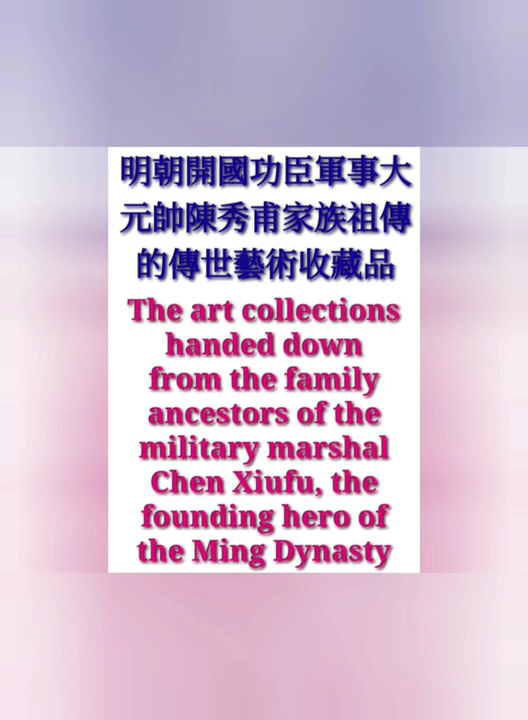 明朝開國功臣軍事大
元帥陳秀甫家族祖傳
的傳世藝術收藏品
The art collections
handed down
from the family
ancestors of the
military marshal
Chen Xiufu, the
founding hero of
the Ming Dynasty